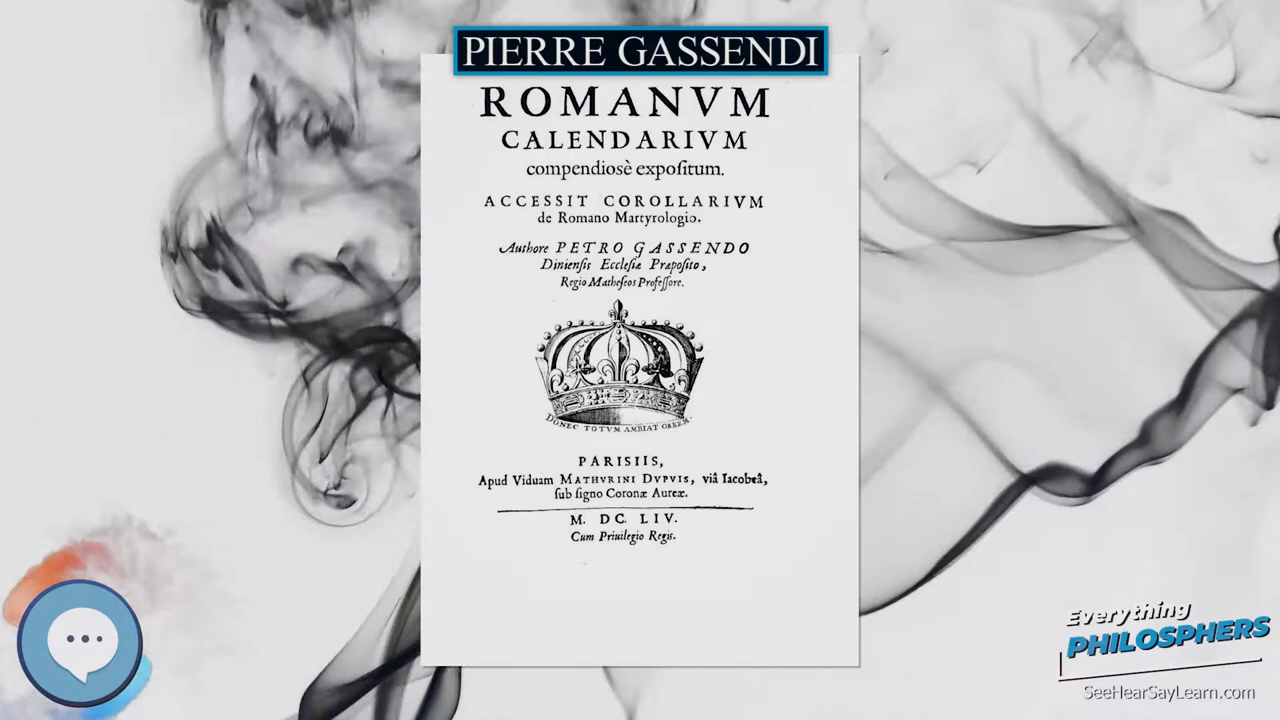 PIERRE GASSENDI
ROMANVM
CALENDARIVM
compendiosè expoſitum.
ACCESSIT COROLLARIVM
de Romano Martyrologio.
Authore PETRO GASSENDO
Dinienſis Eccleſiæ Præpoſito,
Regio Matheſeos Profeſſore.
DONEC TOTVM AMBIAT ORBEM.
PARISIIS,
Apud Viduam MATHVRINI DVPVIS, viâ Iacobæâ,
ſub ſigno Coronæ Aureæ.
M. DC. LIV.
Cum Priuilegio Regis.
Everything
PHILOSPHERS
SeeHearSayLearn.com